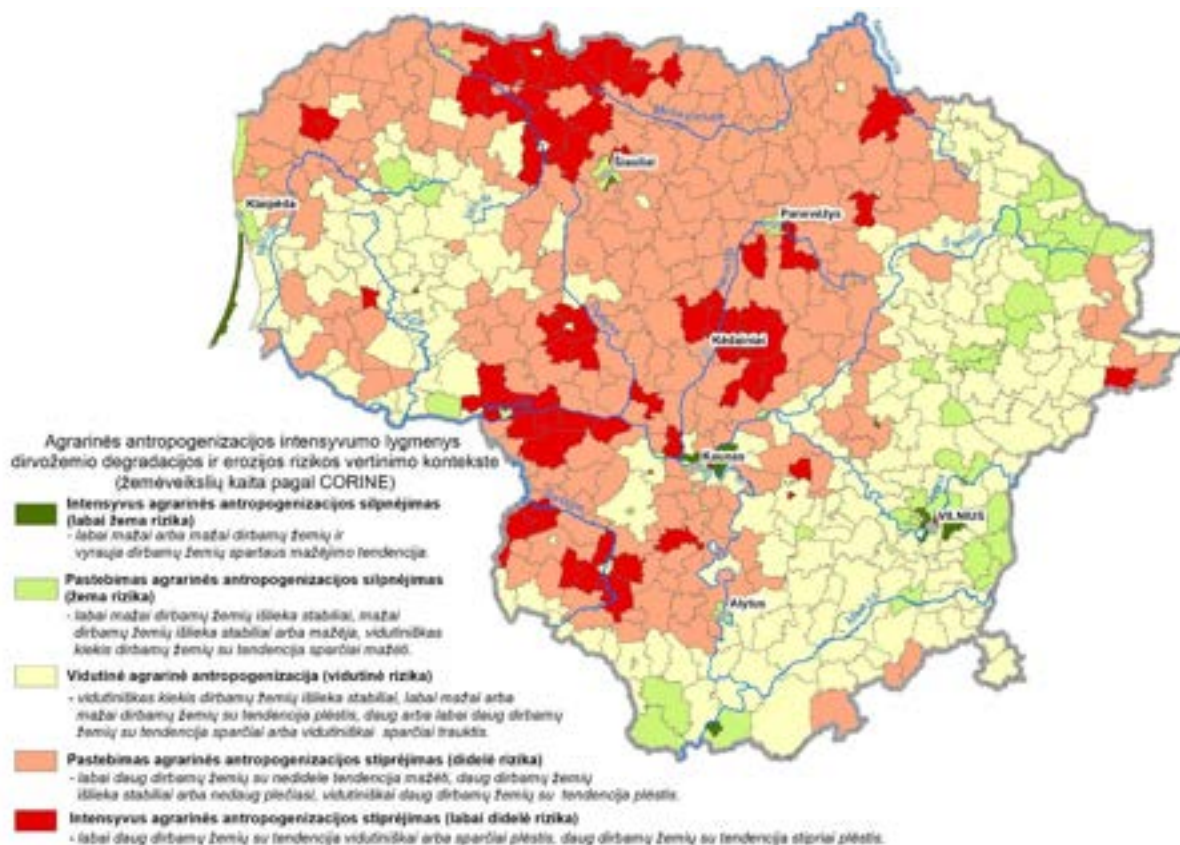 Šiauliai
Klaipėda
Panevėžys
Kėdainiai
Kaunas
VILNIUS
Alytus
Agrarinės antropogenizacijos intensyvumo lygmenys
dirvožemio degradacijos ir erozijos rizikos vertinimo kontekste
(žemėveikslių kaita pagal CORINE)
Intensyvus agrarinės antropogenizacijos silpnėjimas
(labai žema rizika)
- labai mažai arba mažai dirbamų žemių ir
vyrauja dirbamų žemių spartaus mažėjimo tendencija
Pastebimas agrarinės antropogenizacijos silpnėjimas
(žema rizika)
- labai mažai dirbamų žemių išlieka stabiliai, mažai
dirbamų žemių išlieka stabiliai arba mažėja, vidutiniškas
kiekis dirbamų žemių su tendencija sparčiai mažėti.
Vidutinė agrarinė antropogenizacija (vidutinė rizika)
- vidutiniškas kiekis dirbamų žemių išlieka stabiliai, labai mažai arba
mažai dirbamų žemių su tendencija plėstis, daug arba labai daug dirbamų
žemių su tendencija sparčiai arba vidutiniškai sparčiai trauktis.
Pastebimas agrarinės antropogenizacijos stiprėjimas (didelė rizika)
- labai daug dirbamų žemių su nedidele tendencija mažėti, daug dirbamų žemių
išlieka stabiliai arba nedaug plečiasi, vidutiniškai daug dirbamų žemių su tendencija plėstis.
Intensyvus agrarinės antropogenizacijos stiprėjimas (labai didelė rizika)
- labai daug dirbamų žemių su tendencija vidutiniškai arba sparčiai plėstis, daug dirbamų žemių su tendencija stipriai plėstis.